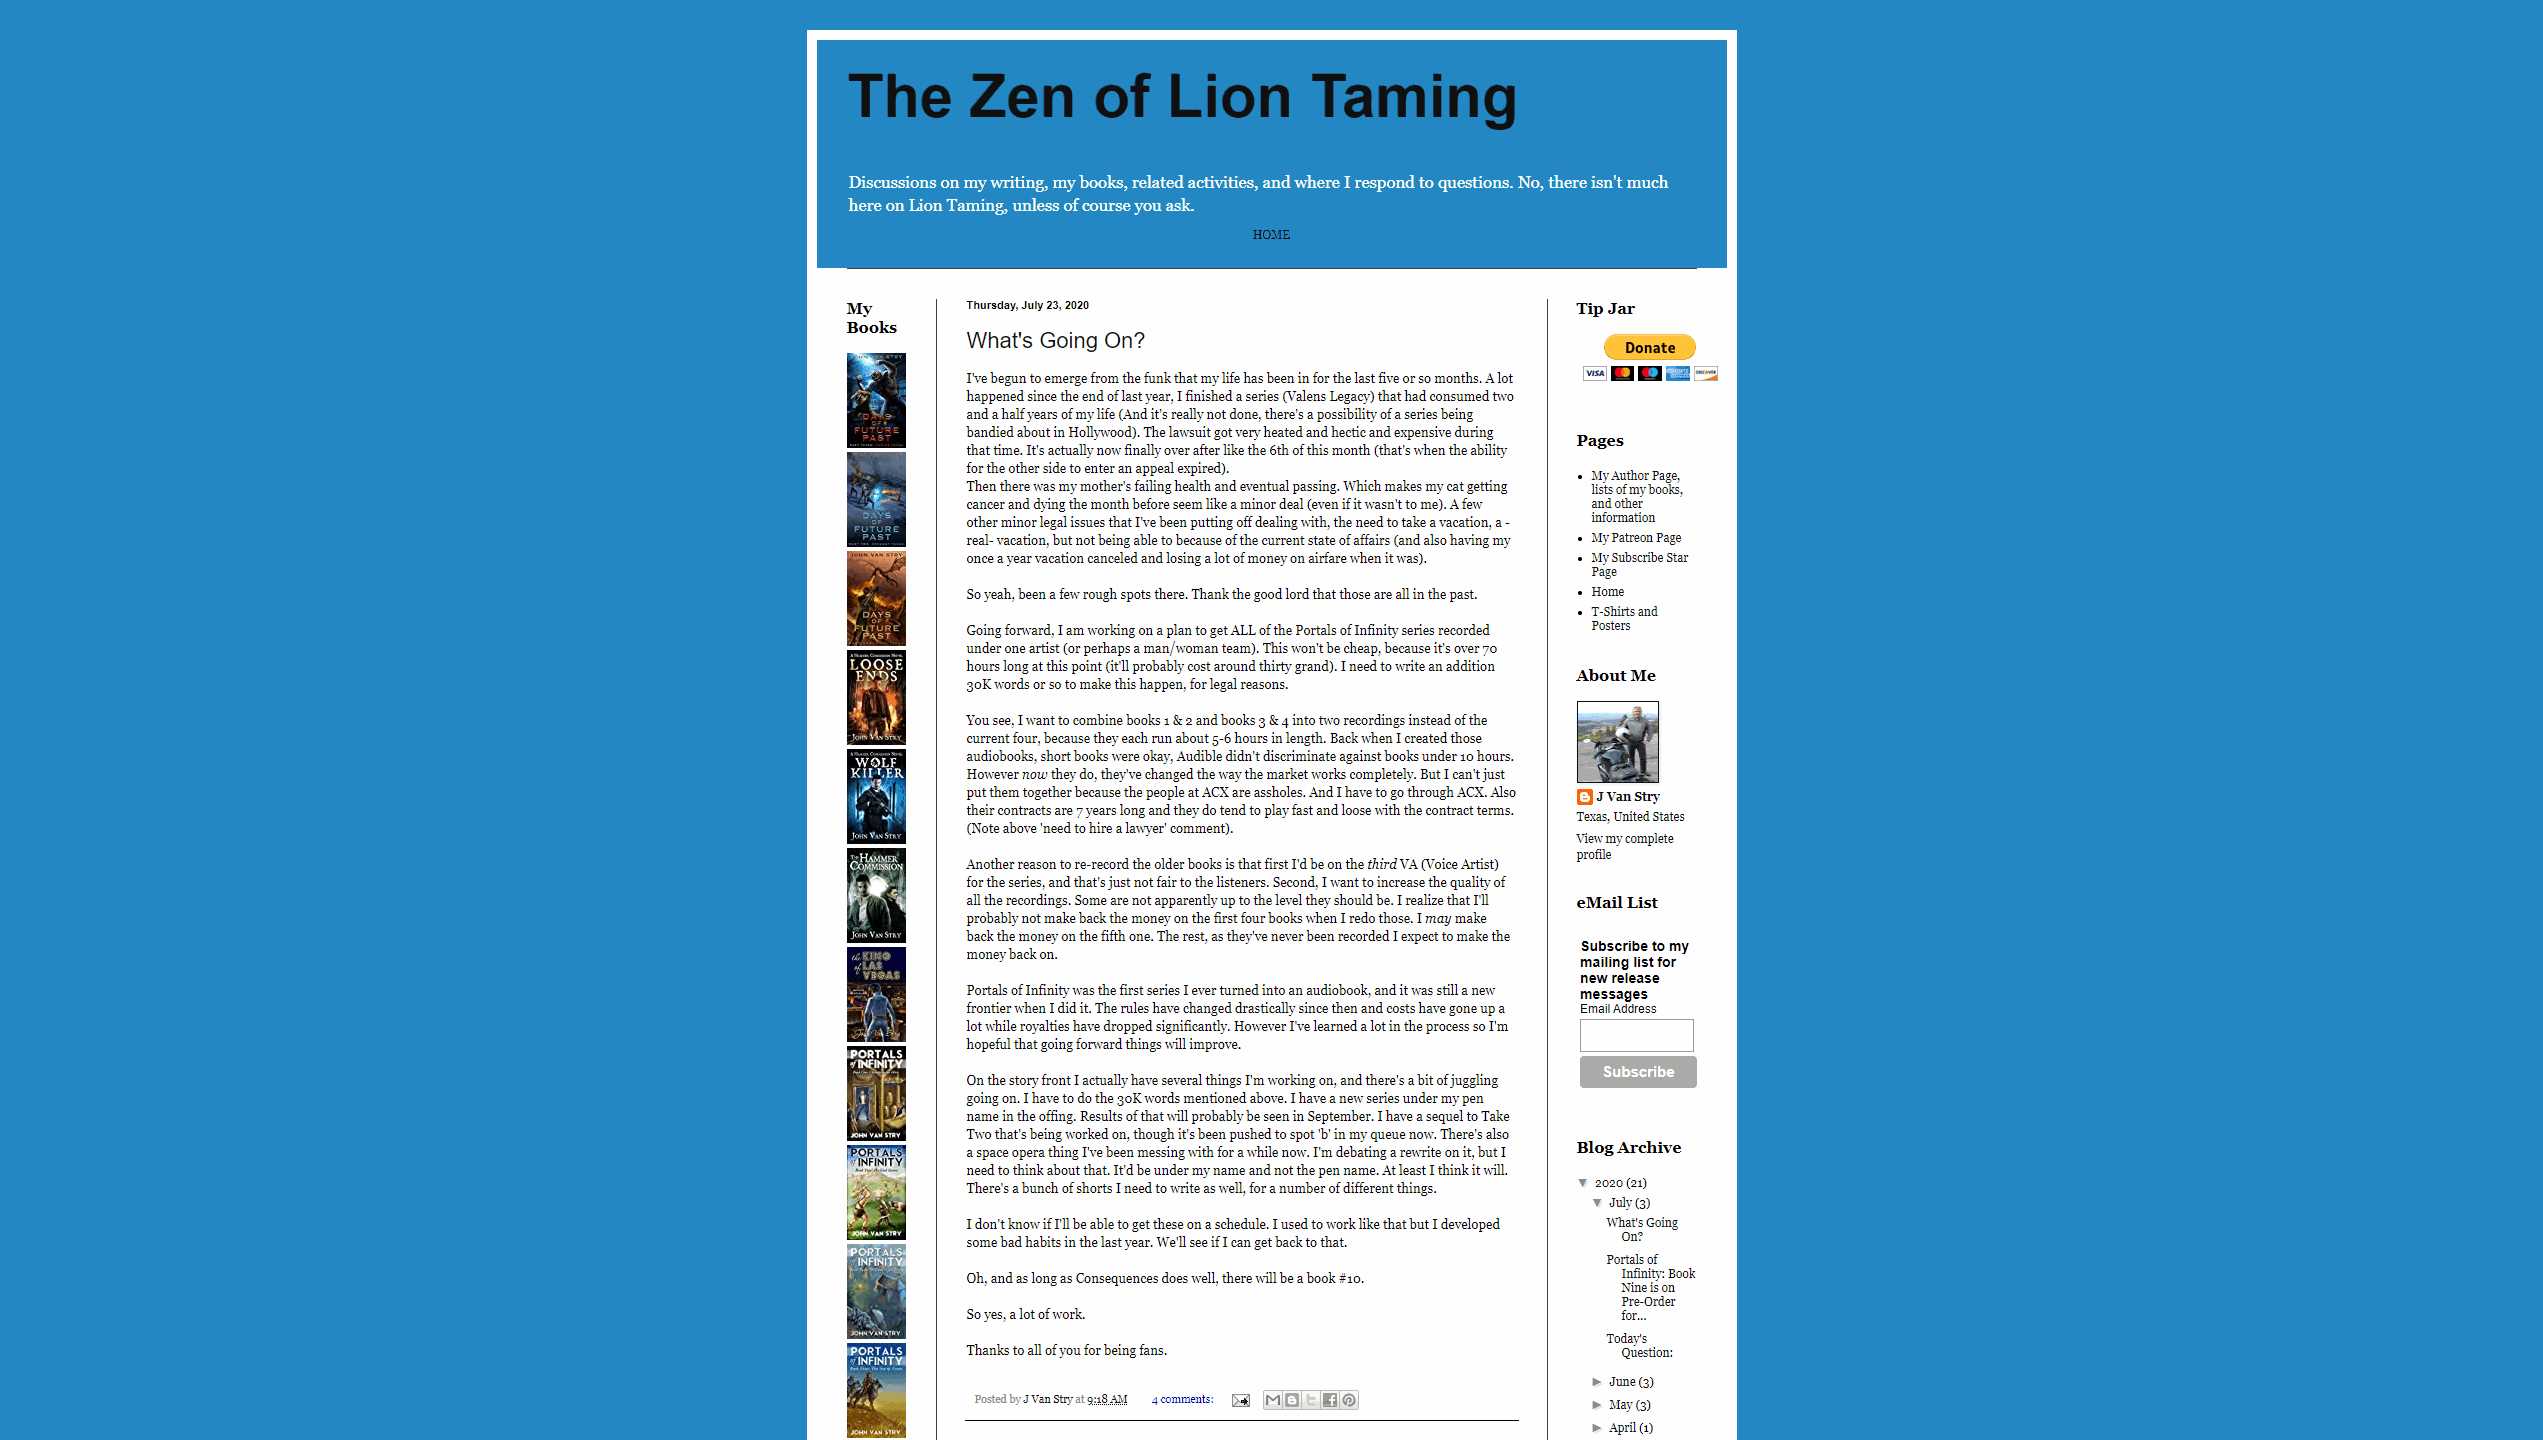 The Zen of Lion Taming
Discussions on my writing, my books, related activities, and where I respond to questions. No, there isn't much
here on Lion Taming, unless of course you ask.
HOME
My
Books
DAYS
OF
FUTURE
PAST
DAYS
OF
FUTURE
PAST
JOHN VAN STRY
DAYS
OF
FUTURE
PAST
LOOSE
ENDS
JOHN VAN STRY
WOLF
KILLER
JOHN VAN STRY
THE HAMMER
COMMISSION
JOHN VAN STRY
the KING
of LAS
VEGAS
PORTALS
of INFINITY
JOHN VAN STRY
PORTALS
of INFINITY
JOHN VAN STRY
PORTALS
of INFINITY
JOHN VAN STRY
PORTALS
of INFINITY
JOHN VAN STRY
Thursday, July 23, 2020
What's Going On?
I've begun to emerge from the funk that my life has been in for the last five or so months. A lot
happened since the end of last year, I finished a series (Valens Legacy) that had consumed two
and a half years of my life (And it's really not done, there's a possibility of a series being
bandied about in Hollywood). The lawsuit got very heated and hectic and expensive during
that time. It's actually now finally over after like the 6th of this month (that's when the ability
for the other side to enter an appeal expired).
Then there was my mother's failing health and eventual passing. Which makes my cat getting
cancer and dying the month before seem like a minor deal (even if it wasn't to me). A few
other minor legal issues that I've been putting off dealing with, the need to take a vacation, a -
real- vacation, but not being able to because of the current state of affairs (and also having my
once a year vacation canceled and losing a lot of money on airfare when it was).
So yeah, been a few rough spots there. Thank the good lord that those are all in the past.
Going forward, I am working on a plan to get ALL of the Portals of Infinity series recorded
under one artist (or perhaps a man/woman team). This won't be cheap, because it's over 70
hours long at this point (it'll probably cost around thirty grand). I need to write an addition
30K words or so to make this happen, for legal reasons.
You see, I want to combine books 1 & 2 and books 3 & 4 into two recordings instead of the
current four, because they each run about 5-6 hours in length. Back when I created those
audiobooks, short books were okay, Audible didn't discriminate against books under 10 hours.
However now they do, they've changed the way the market works completely. But I can't just
put them together because the people at ACX are assholes. And I have to go through ACX. Also
their contracts are 7 years long and they do tend to play fast and loose with the contract terms.
(Note above 'need to hire a lawyer' comment).
Another reason to re-record the older books is that first I'd be on the third VA (Voice Artist)
for the series, and that's just not fair to the listeners. Second, I want to increase the quality of
all the recordings. Some are not apparently up to the level they should be. I realize that I'll
probably not make back the money on the first four books when I redo those. I may make
back the money on the fifth one. The rest, as they've never been recorded I expect to make the
money back on.
Portals of Infinity was the first series I ever turned into an audiobook, and it was still a new
frontier when I did it. The rules have changed drastically since then and costs have gone up a
lot while royalties have dropped significantly. However I've learned a lot in the process so I'm
hopeful that going forward things will improve.
On the story front I actually have several things I'm working on, and there's a bit of juggling
going on. I have to do the 30K words mentioned above. I have a new series under my pen
name in the offing. Results of that will probably be seen in September. I have a sequel to Take
Two that's being worked on, though it's been pushed to spot 'b' in my queue now. There's also
a space opera thing I've been messing with for a while now. I'm debating a rewrite on it, but I
need to think about that. It'd be under my name and not the pen name. At least I think it will.
There's a bunch of shorts I need to write as well, for a number of different things.
I don't know if I'll be able to get these on a schedule. I used to work like that but I developed
some bad habits in the last year. We'll see if I can get back to that.
Oh, and as long as Consequences does well, there will be a book #10.
So yes, a lot of work.
Thanks to all of you for being fans.
Posted by J Van Stry at 9:18 AM 4 comments:
Tip Jar
Donate
VISA
Pages
My Author Page,
lists of my books,
and other
information
My Patreon Page
My Subscribe Star
Page
Home
T-Shirts and
Posters
About Me
J Van Stry
Texas, United States
View my complete
profile
eMail List
Subscribe to my
mailing list for
new release
messages
Email Address
Subscribe
Blog Archive
▼ 2020 (21)
▼ July (3)
What's Going
On?
Portals of
Infinity: Book
Nine is on
Pre-Order
for...
Today's
Question:
► June (3)
► May (3)
► April (1)